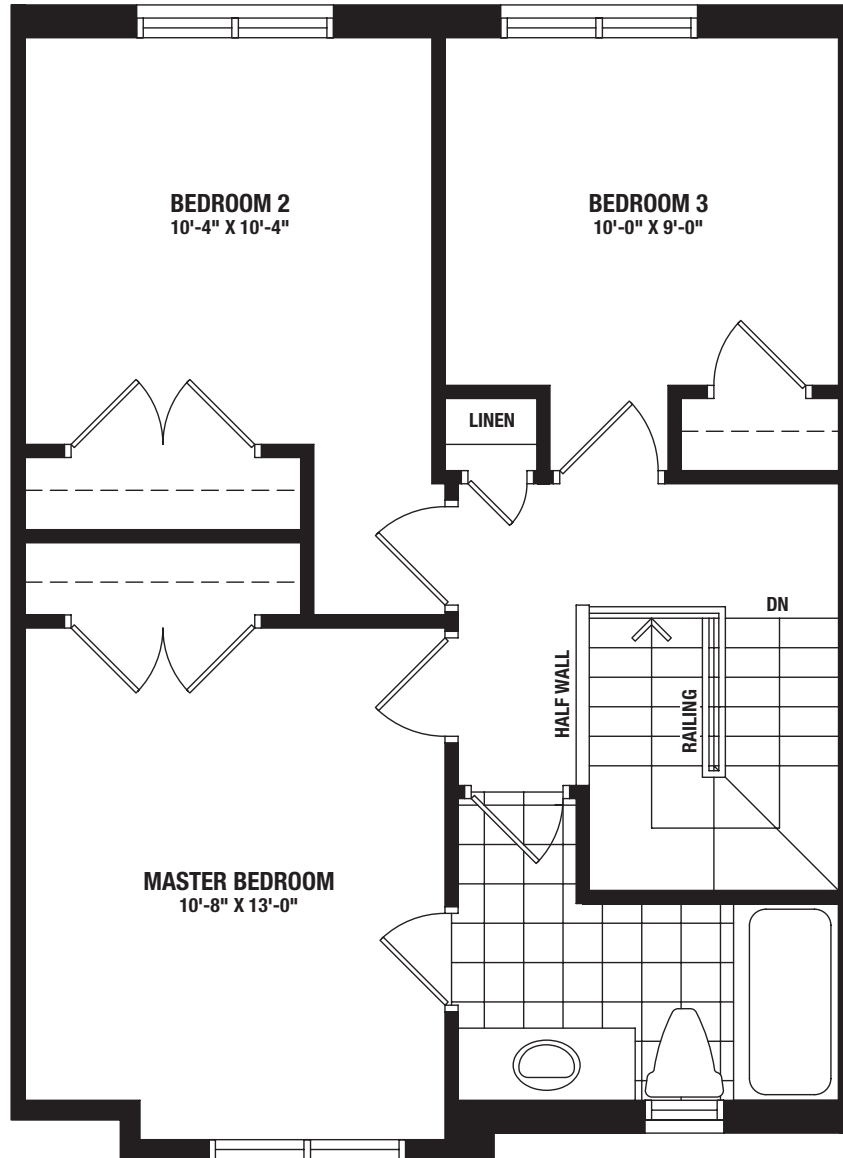 BEDROOM 2
10'-4" X 10'-4"
BEDROOM 3
10'-0" X 9'-0"
LINEN
DN
HALF WALL
RAILING
MASTER BEDROOM
10'-8" X 13'-0"